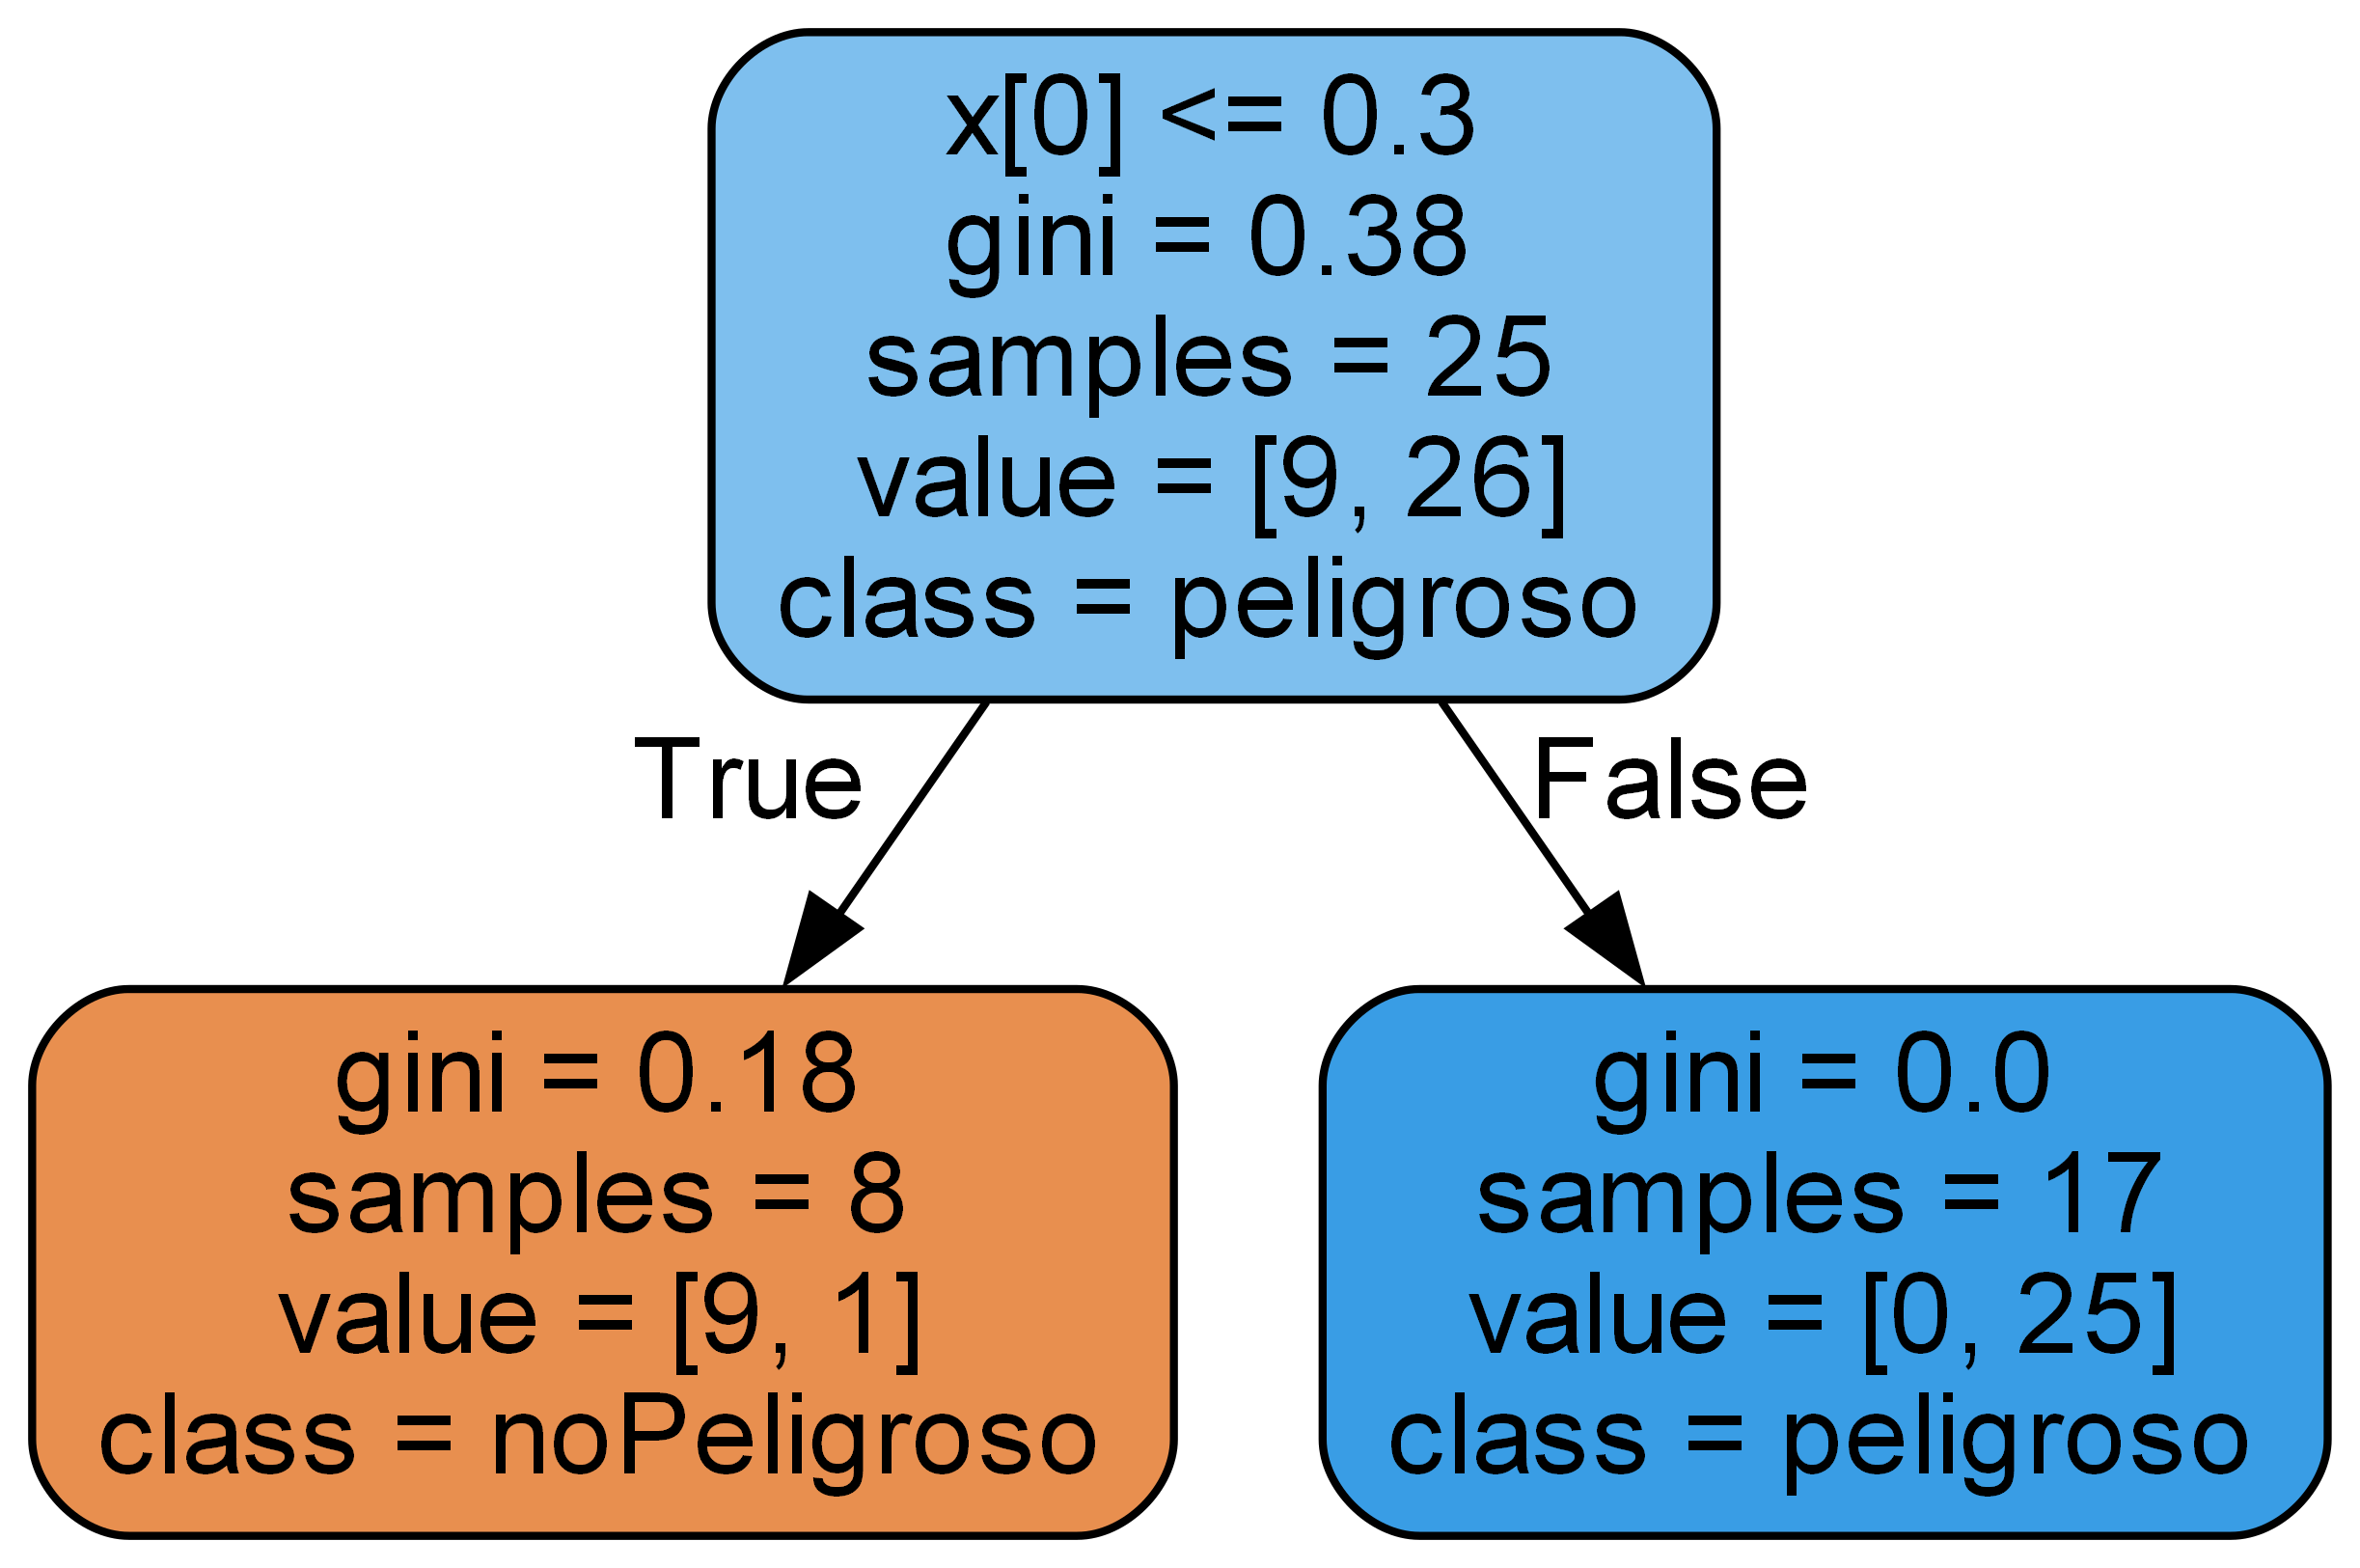 x[0] <= 0.3
gini = 0.38
samples = 25
value = [9, 26]
class = peligroso
True
False
gini = 0.18
samples = 8
value = [9, 1]
class = noPeligroso
gini = 0.0
samples = 17
value = [0, 25]
class = peligroso